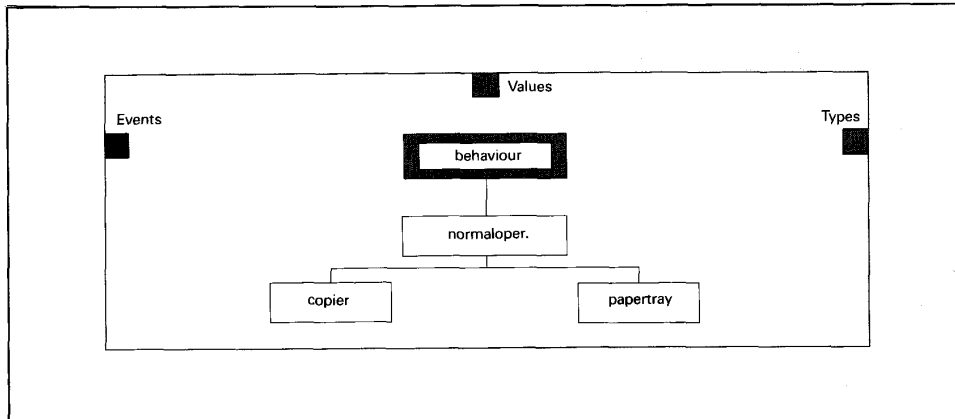 Values
Events
Types
behaviour
normaloper.
copier
papertray